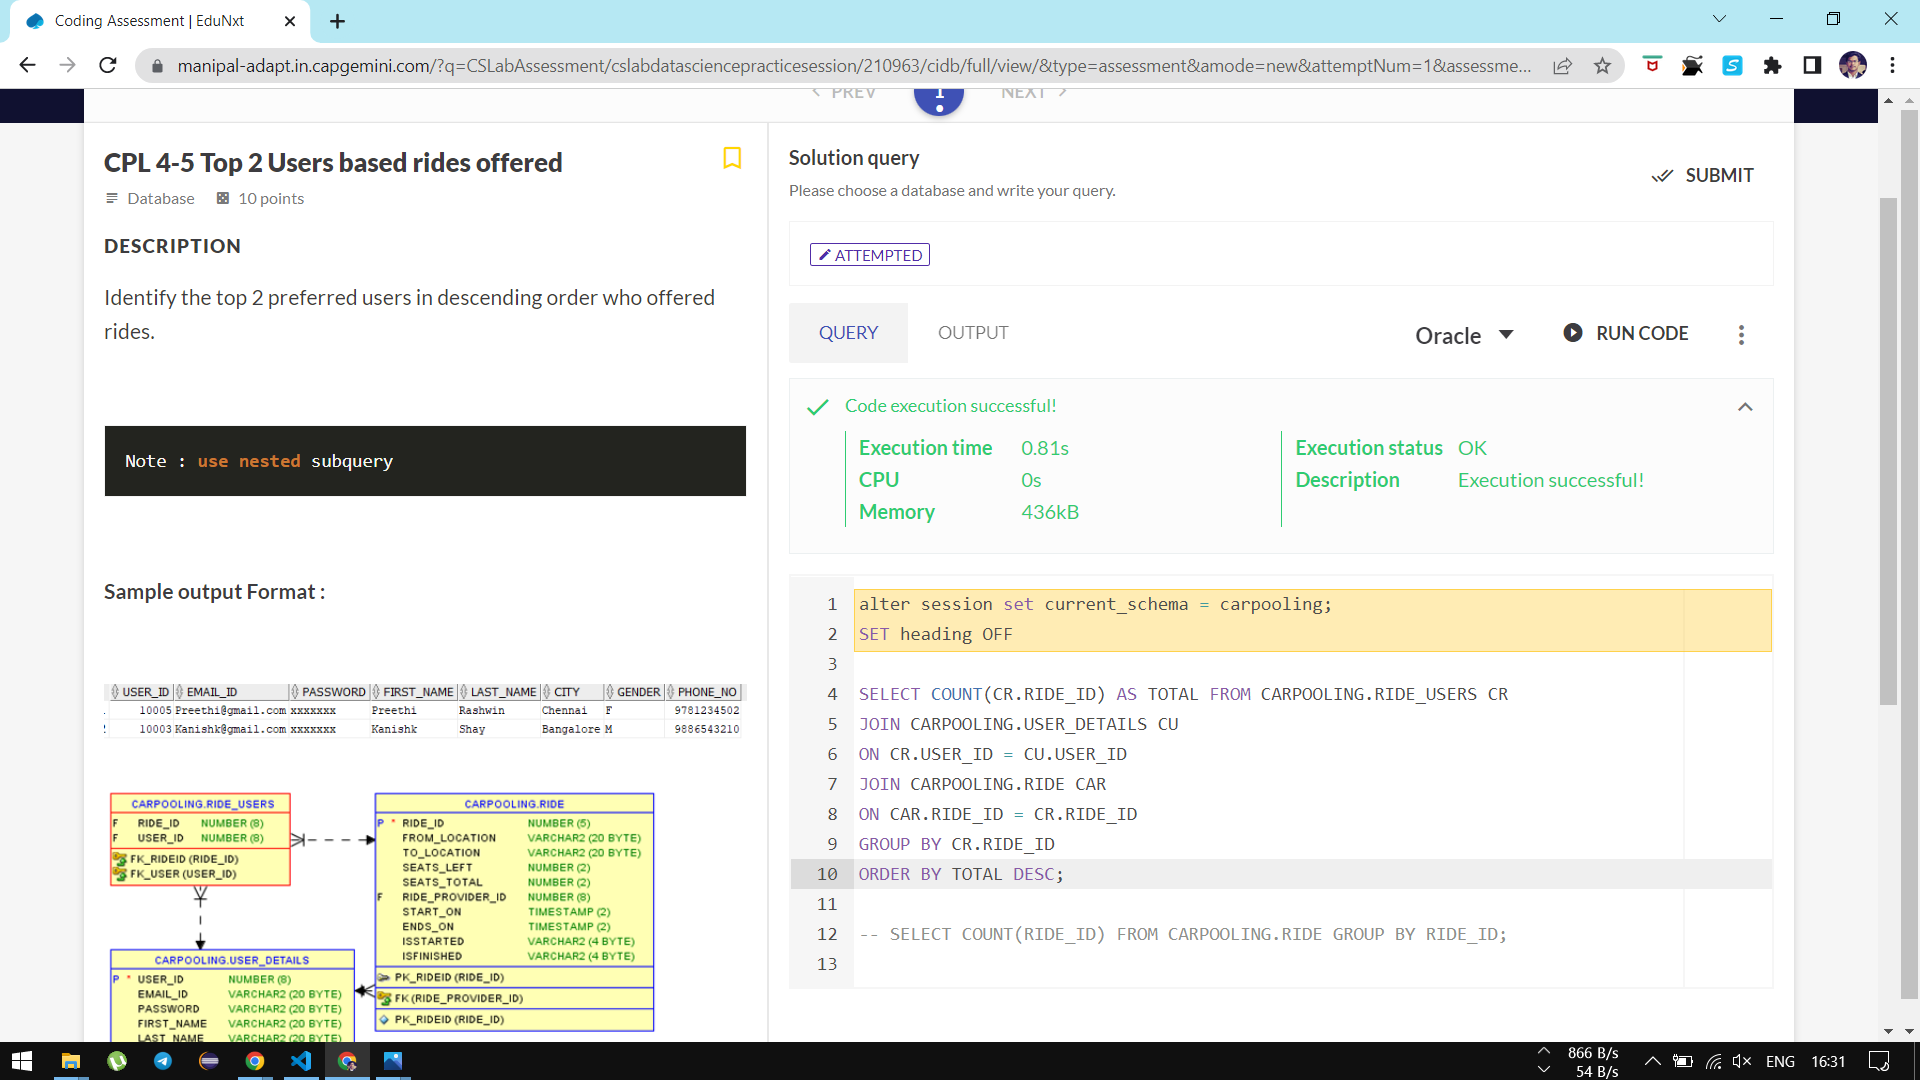 Coding Assessment | EduNxt
manipal-adapt.in.capgemini.com/?q=CSLabAssessment/cslabdatasciencepracticesession/210963/cidb/full/view/&type=assessment&amode=new&attemptNum=1&assessme...
PREV
1
NEXT
CPL 4-5 Top 2 Users based rides offered
Database 10 points
DESCRIPTION
Identify the top 2 preferred users in descending order who offered
rides.
Note : use nested subquery
Sample output Format :
USER_ID EMAIL_ID PASSWORD FIRST_NAME LAST_NAME CITY GENDER PHONE_NO
10005 Preethi@gmail.com xxxxxxx Preethi Rashwin Chennai F 9781234502
10003 Kanishk@gmail.com xxxxxxx Kanishk Shay Bangalore M 9886543210
CARPOOLING.RIDE_USERS
F RIDE_ID NUMBER (8)
F USER_ID NUMBER (8)
FK_RIDEID (RIDE_ID)
FK_USER (USER_ID)
CARPOOLING.RIDE
P * RIDE_ID NUMBER (5)
FROM_LOCATION VARCHAR2 (20 BYTE)
TO_LOCATION VARCHAR2 (20 BYTE)
SEATS_LEFT NUMBER (2)
SEATS_TOTAL NUMBER (2)
F RIDE_PROVIDER_ID NUMBER (8)
START_ON TIMESTAMP (2)
ENDS_ON TIMESTAMP (2)
ISSTARTED VARCHAR2 (4 BYTE)
ISFINISHED VARCHAR2 (4 BYTE)
PK_RIDEID (RIDE_ID)
FK (RIDE_PROVIDER_ID)
PK_RIDEID (RIDE_ID)
CARPOOLING.USER_DETAILS
P * USER_ID NUMBER (8)
EMAIL_ID VARCHAR2 (20 BYTE)
PASSWORD VARCHAR2 (20 BYTE)
FIRST_NAME VARCHAR2 (20 BYTE)
LAST_NAME VARCHAR2 (20 BYTE)
Solution query
Please choose a database and write your query.
SUBMIT
ATTEMPTED
QUERY OUTPUT Oracle RUN CODE
Code execution successful!
Execution time 0.81s
CPU 0s
Memory 436kB
Execution status OK
Description Execution successful!
1 alter session set current_schema = carpooling;
2 SET heading OFF
3
4 SELECT COUNT(CR.RIDE_ID) AS TOTAL FROM CARPOOLING.RIDE_USERS CR
5 JOIN CARPOOLING.USER_DETAILS CU
6 ON CR.USER_ID = CU.USER_ID
7 JOIN CARPOOLING.RIDE CAR
8 ON CAR.RIDE_ID = CR.RIDE_ID
9 GROUP BY CR.RIDE_ID
10 ORDER BY TOTAL DESC;
11
12 -- SELECT COUNT(RIDE_ID) FROM CARPOOLING.RIDE GROUP BY RIDE_ID;
13
866 B/s
54 B/s
ENG 16:31